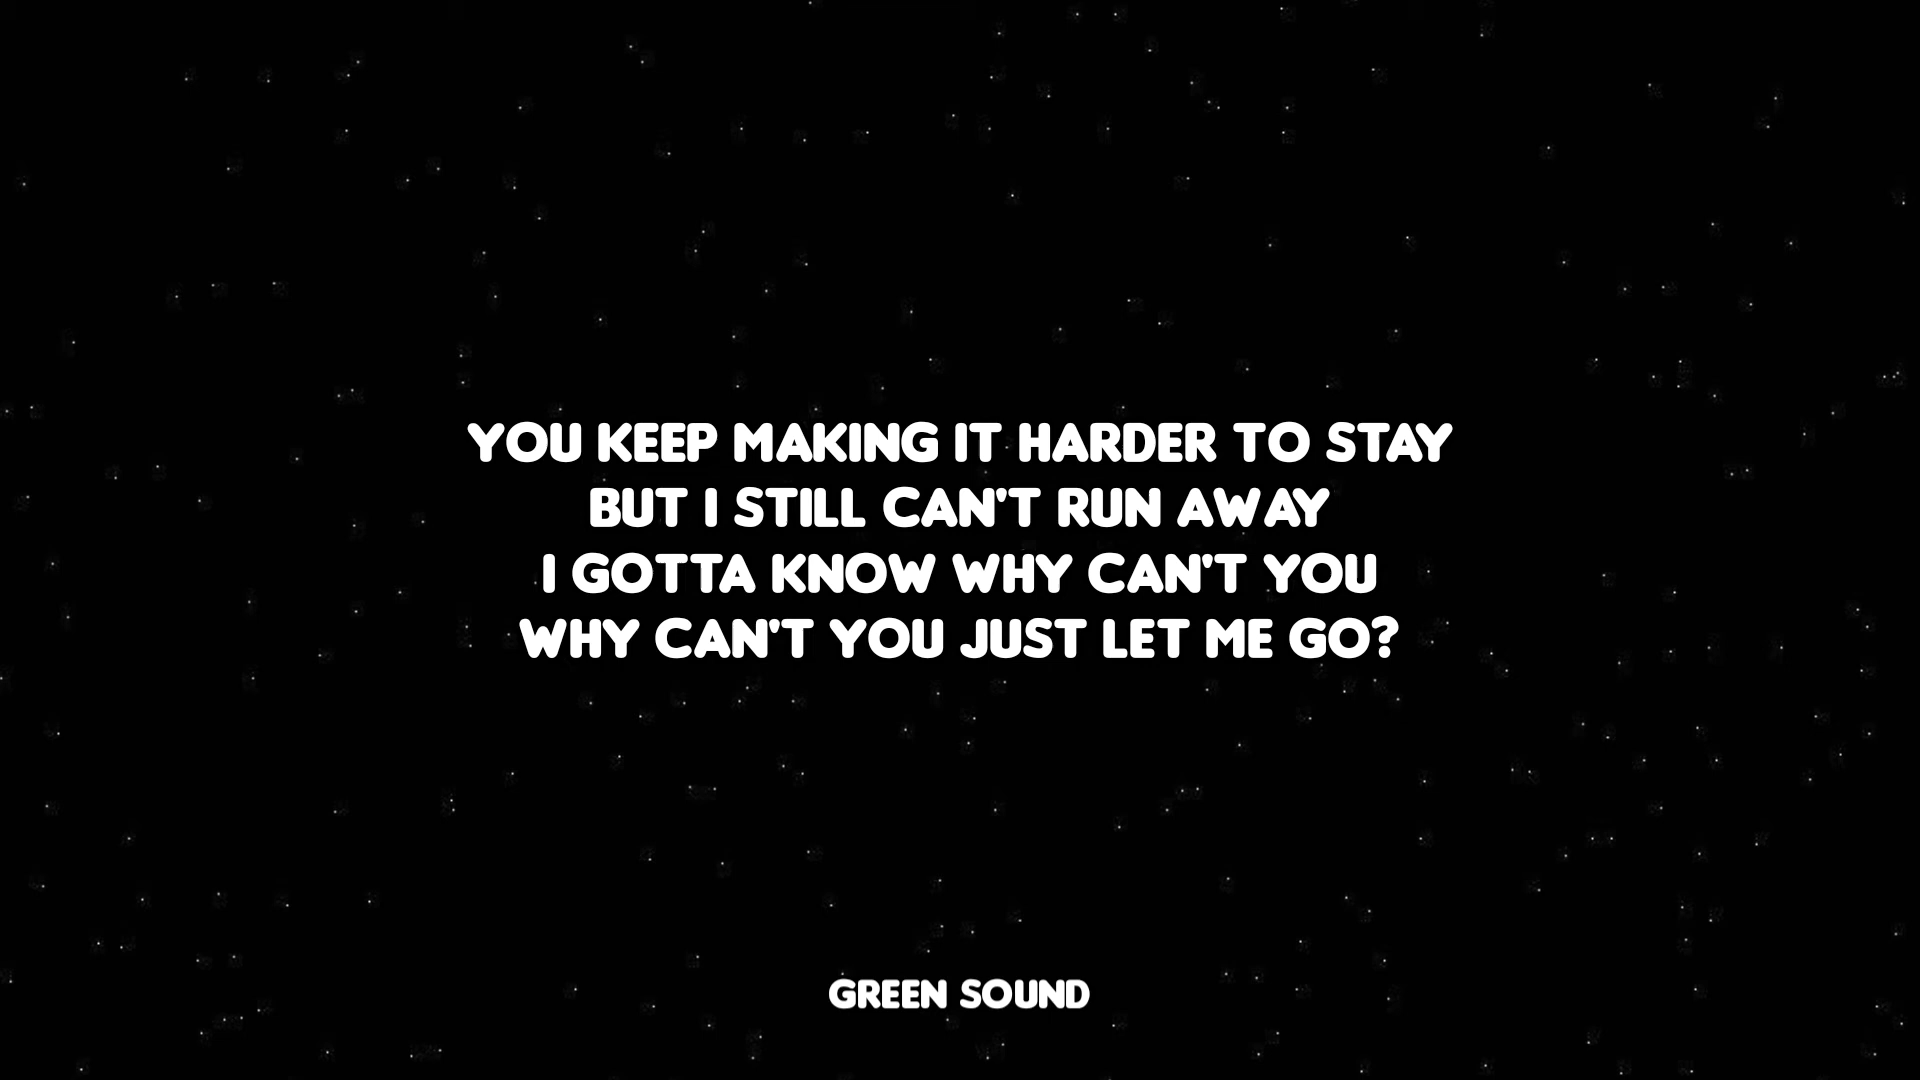 YOU KEEP MAKING IT HARDER TO STAY
BUT I STILL CAN'T RUN AWAY
I GOTTA KNOW WHY CAN'T YOU
WHY CAN'T YOU JUST LET ME GO?
GREEN SOUND